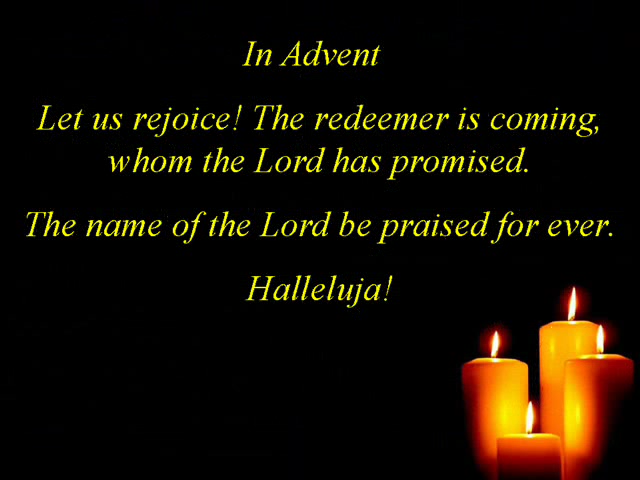 In Advent
Let us rejoice! The redeemer is coming,
whom the Lord has promised.
The name of the Lord be praised for ever.
Halleluja!